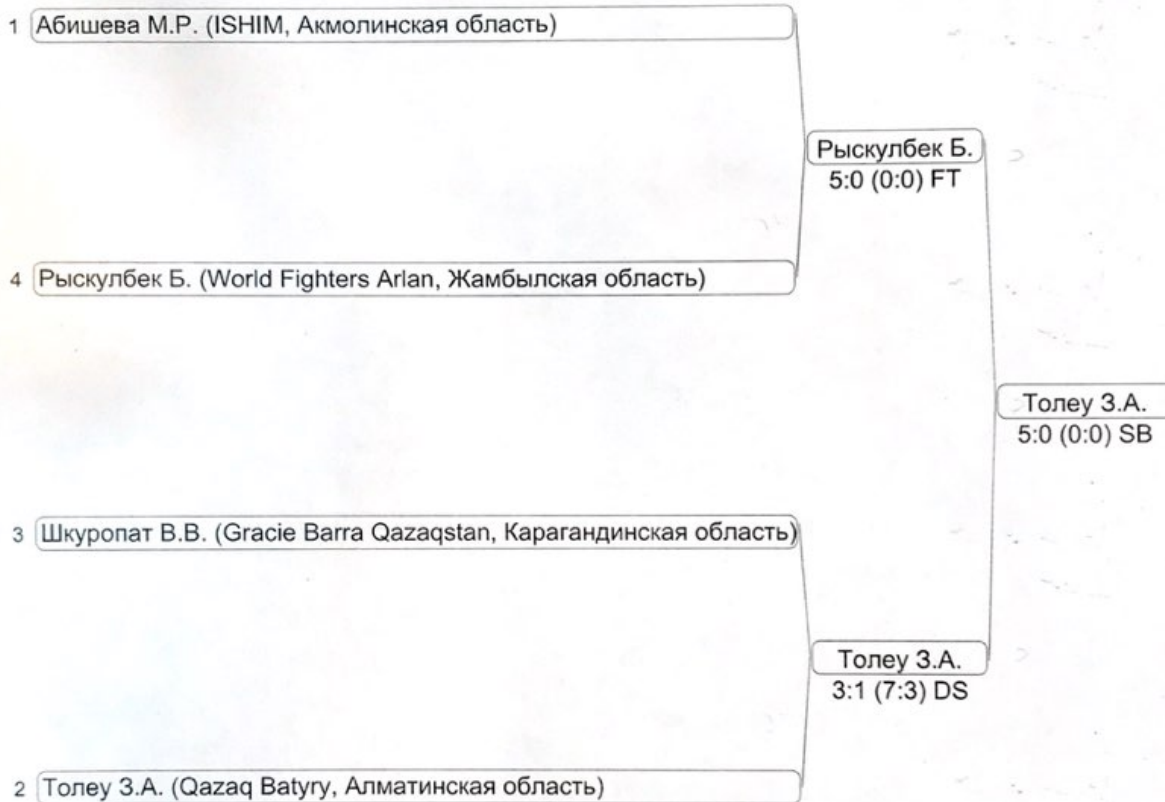 1 Абишева М.Р. (ISHIM, Акмолинская область)
Рыскулбек Б.
5:0 (0:0) FT
4 Рыскулбек Б. (World Fighters Arlan, Жамбылская область)
Толеу З.А.
5:0 (0:0) SB
3 Шкуропат В.В. (Gracie Barra Qazaqstan, Карагандинская область)
Толеу З.А.
3:1 (7:3) DS
2 Толеу З.А. (Qazaq Batyry, Алматинская область)